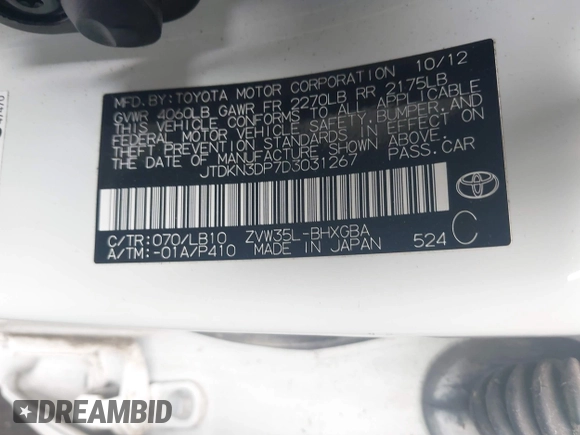 MFD. BY: TOYOTA MOTOR CORPORATION 10/12
GVWR 4060LB GAWR FR 2270LB RR 2175LB
THIS VEHICLE CONFORMS TO ALL APPLICABLE
FEDERAL MOTOR VEHICLE SAFETY, BUMPER, AND
THEFT PREVENTION STANDARDS IN EFFECT ON
THE DATE OF MANUFACTURE SHOWN ABOVE.
JTDKN3DP7D3031267 PASS. CAR
C/TR: 070/LB10 ZVW35L-BHXGBA
A/TM: -01A/P410 MADE IN JAPAN 524 C
DREAMBID